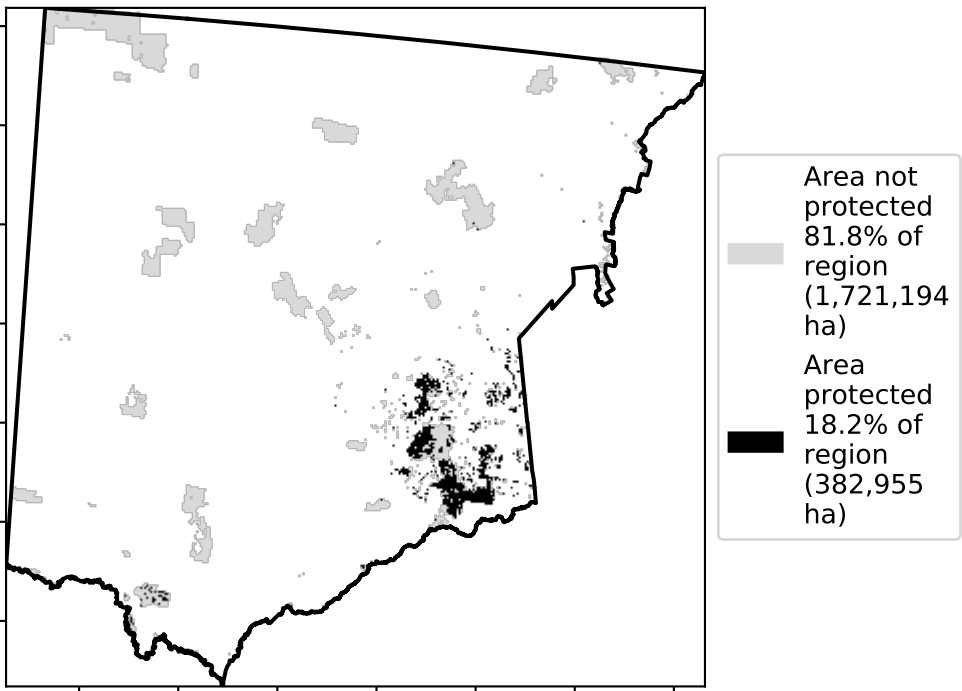 Area not
protected
81.8% of
region
(1,721,194
ha)
Area
protected
18.2% of
region
(382,955
ha)